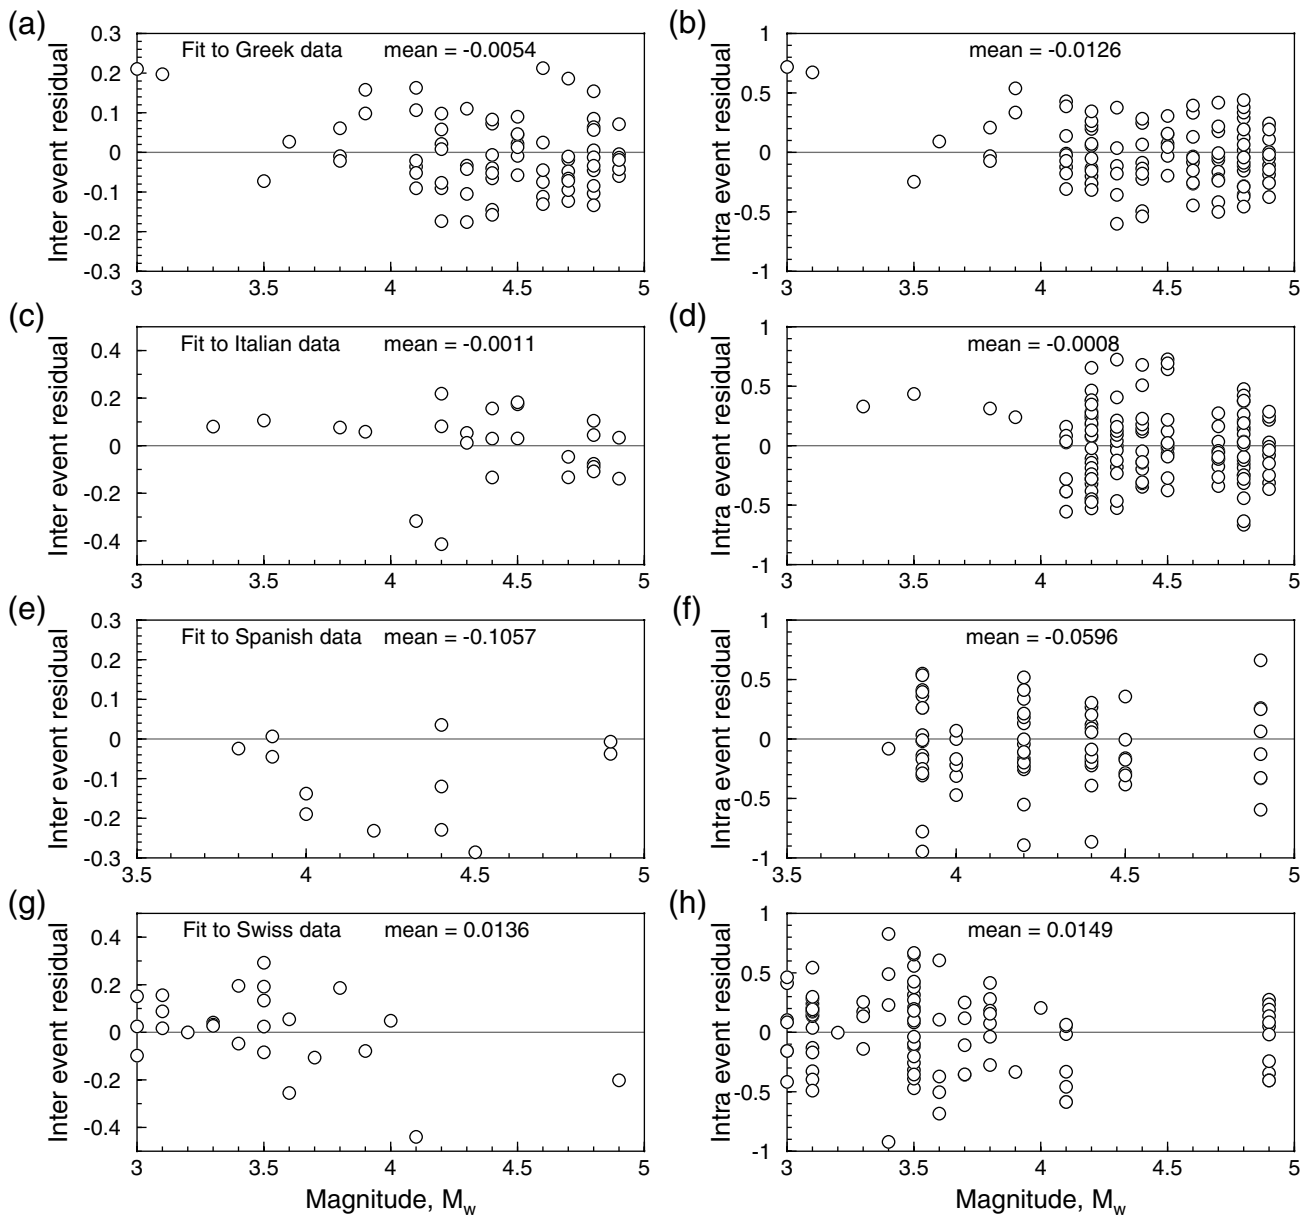 (a)
Fit to Greek data mean = -0.0054
Inter event residual
0.3
0.2
0.1
0
-0.1
-0.2
-0.3
3 3.5 4 4.5 5
(b)
mean = -0.0126
Intra event residual
1
0.5
0
-0.5
-1
3 3.5 4 4.5 5
(c)
Fit to Italian data mean = -0.0011
Inter event residual
0.4
0.2
0
-0.2
-0.4
3 3.5 4 4.5 5
(d)
mean = -0.0008
Intra event residual
1
0.5
0
-0.5
-1
3 3.5 4 4.5 5
(e)
Fit to Spanish data mean = -0.1057
Inter event residual
0.3
0.2
0.1
0
-0.1
-0.2
-0.3
3.5 4 4.5 5
(f)
mean = -0.0596
Intra event residual
1
0.5
0
-0.5
-1
3.5 4 4.5 5
(g)
Fit to Swiss data mean = 0.0136
Inter event residual
0.4
0.2
0
-0.2
-0.4
3 3.5 4 4.5 5
Magnitude, Mw
(h)
mean = 0.0149
Intra event residual
1
0.5
0
-0.5
-1
3 3.5 4 4.5 5
Magnitude, Mw